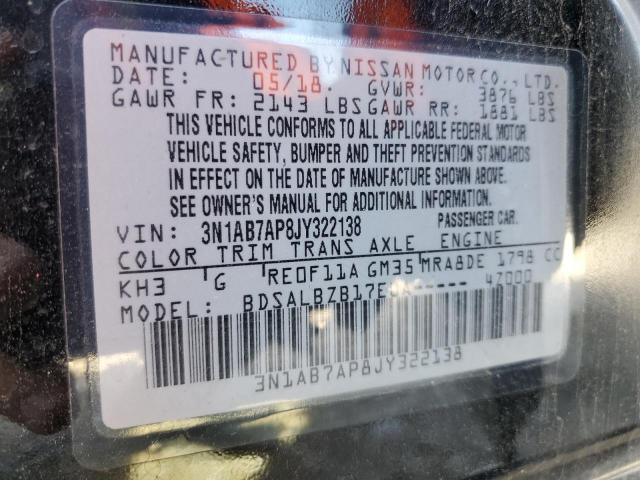 MANUFACTURED BY NISSAN MOTOR CO., LTD.
DATE: 05/18 GVWR: 3876 LBS
GAWR FR: 2143 LBS GAWR RR: 1881 LBS
THIS VEHICLE CONFORMS TO ALL APPLICABLE FEDERAL MOTOR
VEHICLE SAFETY, BUMPER AND THEFT PREVENTION STANDARDS
IN EFFECT ON THE DATE OF MANUFACTURE SHOWN ABOVE.
SEE OWNER'S MANUAL FOR ADDITIONAL INFORMATION.
VIN: 3N1AB7AP8JY322138 PASSENGER CAR.
COLOR TRIM TRANS AXLE ENGINE
KH3 G RE0F11A GM35 MRA8DE 1798 CC
MODEL: 47000
3N1AB7AP8JY322138